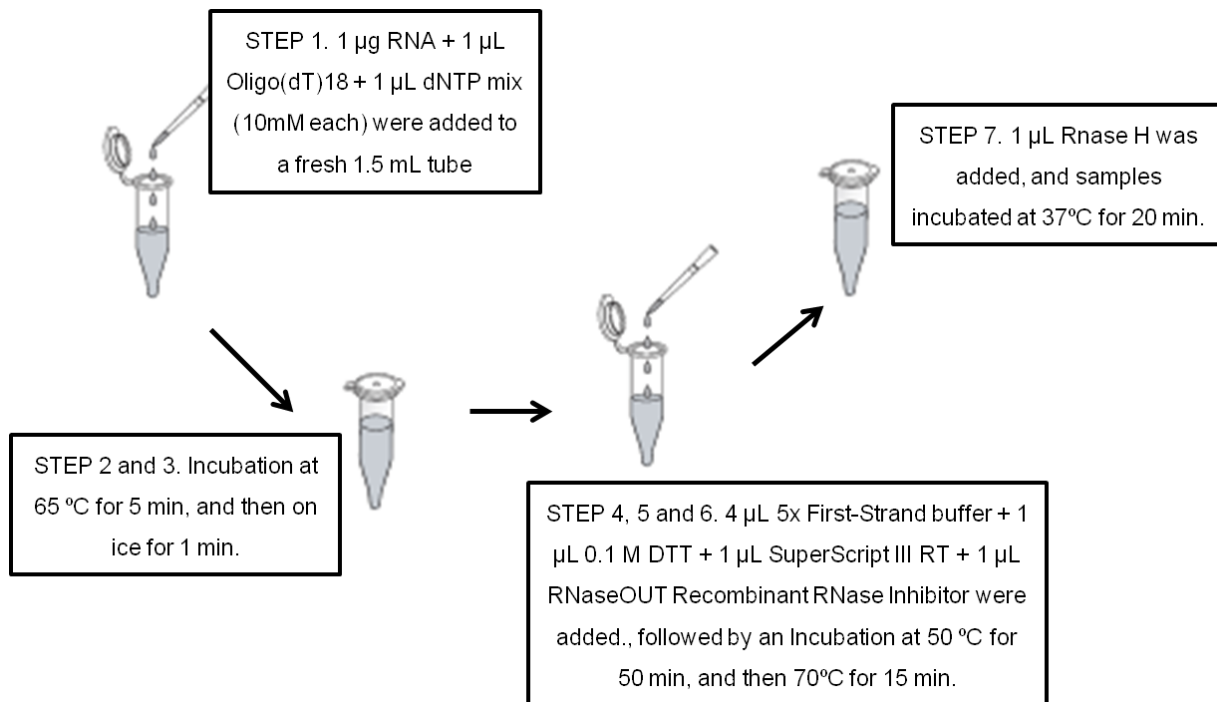 STEP 1. 1 µg RNA + 1 µL
Oligo(dT)18 + 1 µL dNTP mix
(10mM each) were added to
a fresh 1.5 mL tube
STEP 2 and 3. Incubation at
65 ºC for 5 min, and then on
ice for 1 min.
STEP 4, 5 and 6. 4 µL 5x First-Strand buffer + 1
µL 0.1 M DTT + 1 µL SuperScript III RT + 1 µL
RNaseOUT Recombinant RNase Inhibitor were
added., followed by an Incubation at 50 ºC for
50 min, and then 70ºC for 15 min.
STEP 7. 1 µL Rnase H was
added, and samples
incubated at 37ºC for 20 min.